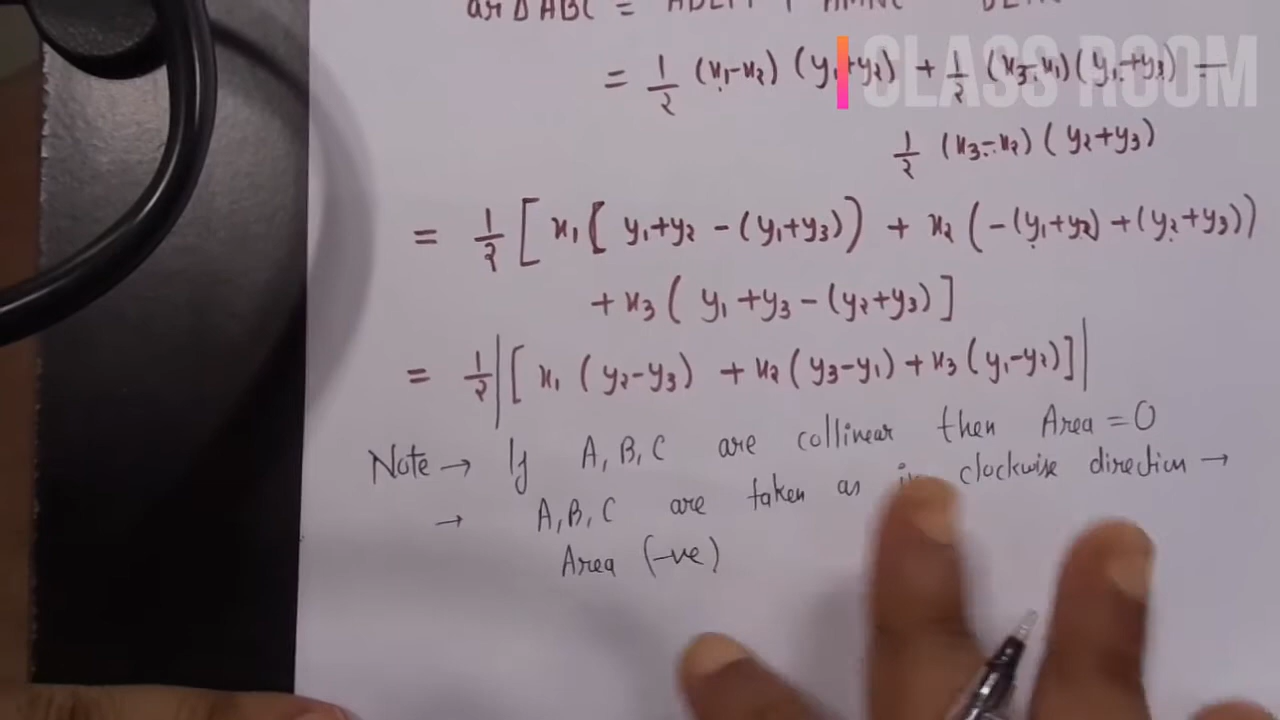 ar Δ ABC =
= 1/2 (x₁-x₂) (y₁+y₂) + 1/2 (x₃-x₁)(y₁+y₃) -
CLASS ROOM
1/2 (x₃-x₂) (y₂+y₃)
= 1/2 [ x₁ ( y₁+y₂ - (y₁+y₃)) + x₂ (-(y₁+y₂) +(y₂+y₃))
+ x₃ ( y₁+y₃ - (y₂+y₃) ]
= 1/2 |[ x₁ (y₂-y₃) + x₂ (y₃-y₁) + x₃ (y₁-y₂)]|
Note → If A, B, C are collinear then Area = 0
→ A, B, C are taken as in clockwise direction →
Area (-ve)